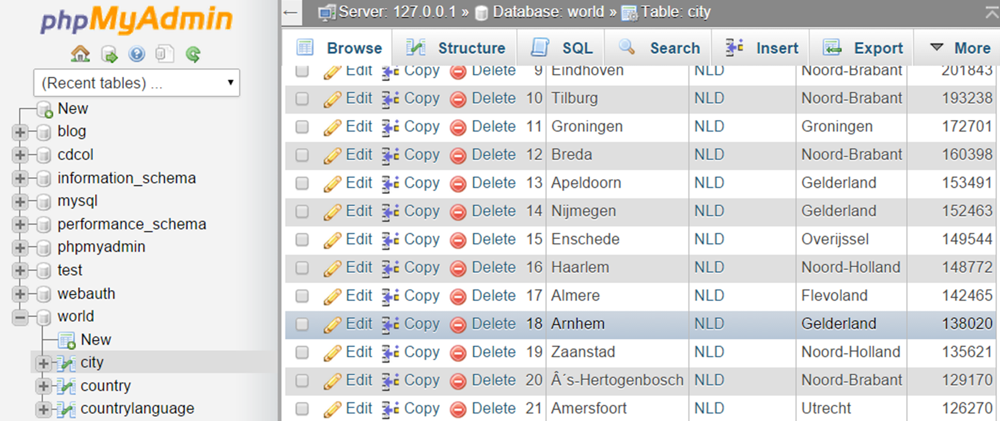 phpMyAdmin
(Recent tables) ...
New
blog
cdcol
information_schema
mysql
performance_schema
phpmyadmin
test
webauth
world
New
city
country
countrylanguage
Server: 127.0.0.1 » Database: world » Table: city
Browse Structure SQL Search Insert Export More
Edit Copy Delete 9 Eindhoven NLD Noord-Brabant 201843
Edit Copy Delete 10 Tilburg NLD Noord-Brabant 193238
Edit Copy Delete 11 Groningen NLD Groningen 172701
Edit Copy Delete 12 Breda NLD Noord-Brabant 160398
Edit Copy Delete 13 Apeldoorn NLD Gelderland 153491
Edit Copy Delete 14 Nijmegen NLD Gelderland 152463
Edit Copy Delete 15 Enschede NLD Overijssel 149544
Edit Copy Delete 16 Haarlem NLD Noord-Holland 148772
Edit Copy Delete 17 Almere NLD Flevoland 142465
Edit Copy Delete 18 Arnhem NLD Gelderland 138020
Edit Copy Delete 19 Zaanstad NLD Noord-Holland 135621
Edit Copy Delete 20 Â´s-Hertogenbosch NLD Noord-Brabant 129170
Edit Copy Delete 21 Amersfoort NLD Utrecht 126270